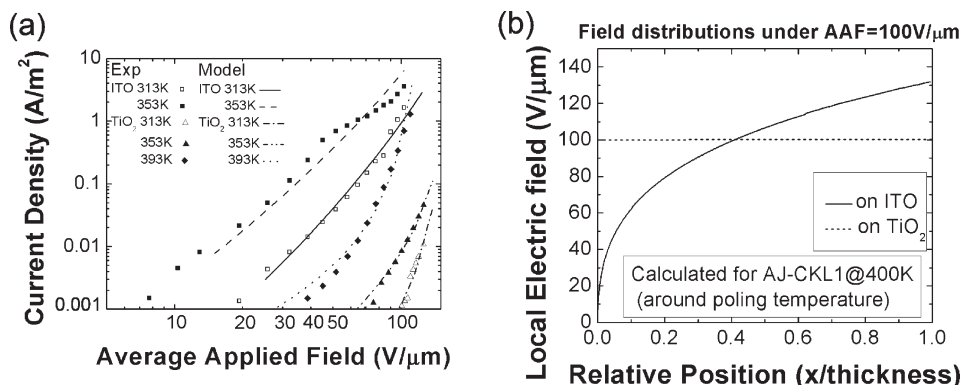 (a)
Current Density (A/m²)
10
1
0.1
0.01
0.001
Exp Model
ITO 313K ITO 313K
353K 353K
TiO₂ 313K TiO₂ 313K
353K 353K
393K 393K
10 20 30 40 50 100
Average Applied Field (V/μm)
(b)
Field distributions under AAF=100V/μm
Local Electric field (V/μm)
140
120
100
80
60
40
20
0
on ITO
on TiO₂
Calculated for AJ-CKL1@400K
(around poling temperature)
0.0 0.2 0.4 0.6 0.8 1.0
Relative Position (x/thickness)